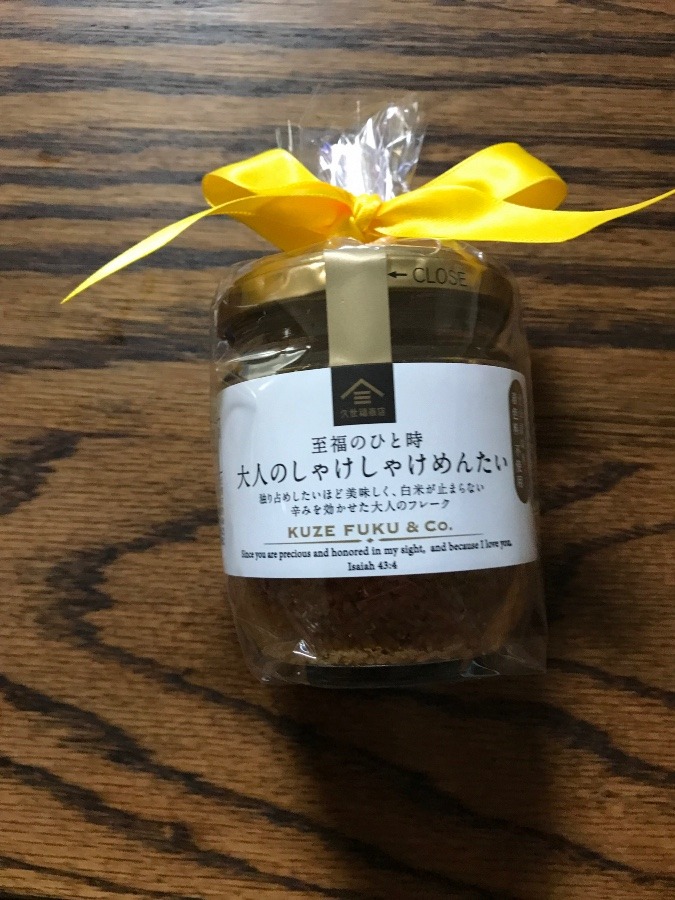 ← CLOSE
久世福商店
至福のひと時
大人のしゃけしゃけめんたい
独り占めしたいほど美味しく、白米が止まらない
辛みを効かせた大人のフレーク
KUZE FUKU & Co.
Since you are precious and honored in my sight, and because I love you.
Isaiah 43:4